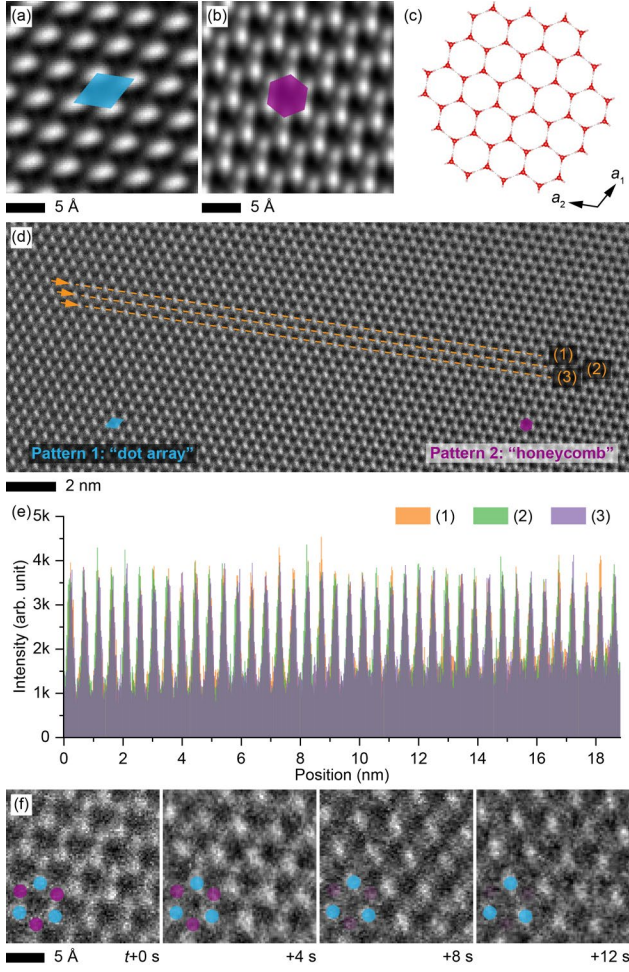 (a)
(b)
(c)
5 Å
5 Å
a₂
a₁
(d)
(1)
(2)
(3)
Pattern 1: “dot array”
Pattern 2: “honeycomb”
2 nm
(e)
(1)
(2)
(3)
Intensity (arb. unit)
5k
4k
3k
2k
1k
0
0 2 4 6 8 10 12 14 16 18
Position (nm)
(f)
5 Å
t+0 s
+4 s
+8 s
+12 s